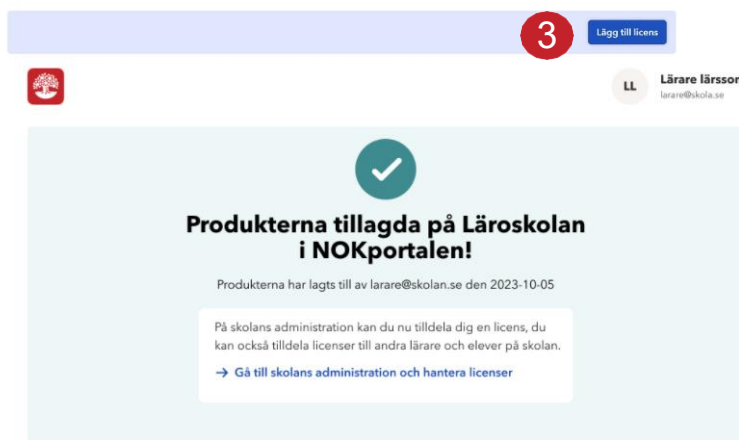 3
Lägg till licens
LL
Lärare lärsson
larare@skola.se
Produkterna tillagda på Läroskolan
i NOKportalen!
Produkterna har lagts till av larare@skolan.se den 2023-10-05
På skolans administration kan du nu tilldela dig en licens, du
kan också tilldela licenser till andra lärare och elever på skolan.
→ Gå till skolans administration och hantera licenser